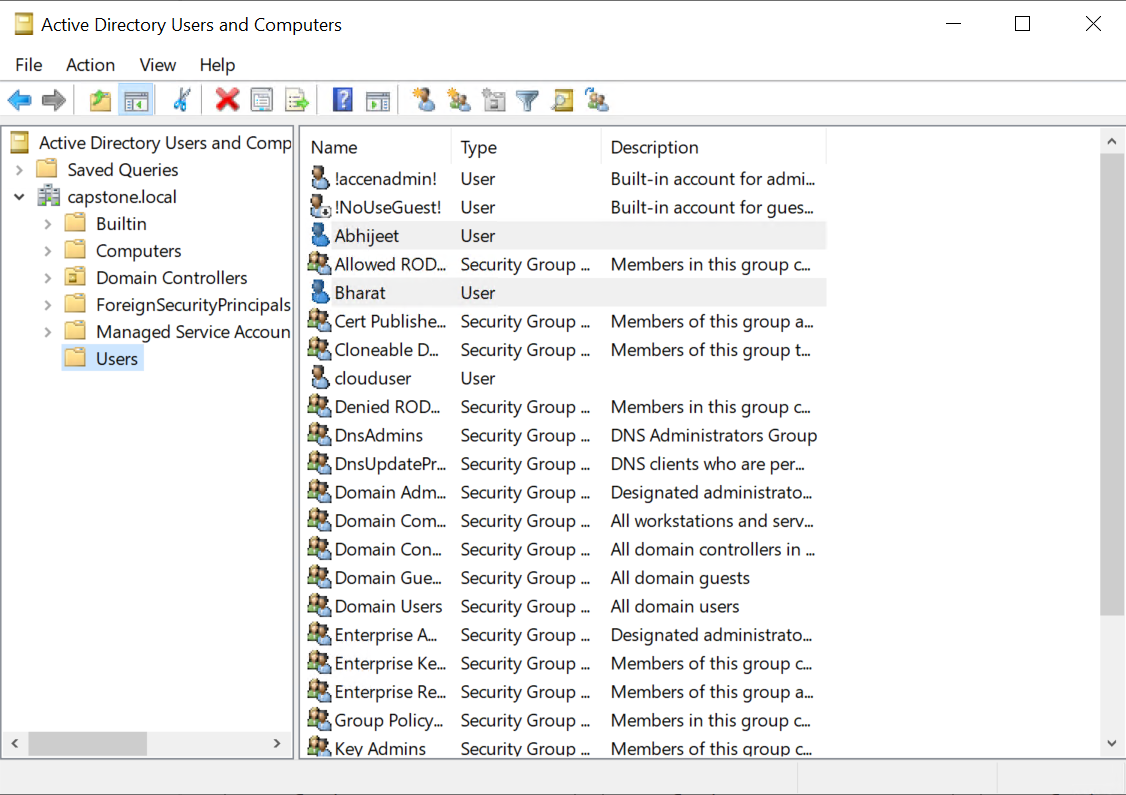 Active Directory Users and Computers
File Action View Help
Active Directory Users and Comp
Saved Queries
capstone.local
Builtin
Computers
Domain Controllers
ForeignSecurityPrincipals
Managed Service Accoun
Users
Name Type Description
!accenadmin! User Built-in account for admi...
!NoUseGuest! User Built-in account for gues...
Abhijeet User
Allowed ROD... Security Group ... Members in this group c...
Bharat User
Cert Publishe... Security Group ... Members of this group a...
Cloneable D... Security Group ... Members of this group t...
clouduser User
Denied ROD... Security Group ... Members in this group c...
DnsAdmins Security Group ... DNS Administrators Group
DnsUpdatePr... Security Group ... DNS clients who are per...
Domain Adm... Security Group ... Designated administrato...
Domain Com... Security Group ... All workstations and serv...
Domain Con... Security Group ... All domain controllers in ...
Domain Gue... Security Group ... All domain guests
Domain Users Security Group ... All domain users
Enterprise A... Security Group ... Designated administrato...
Enterprise Ke... Security Group ... Members of this group c...
Enterprise Re... Security Group ... Members of this group a...
Group Policy... Security Group ... Members in this group c...
Key Admins Security Group ... Members of this group c...